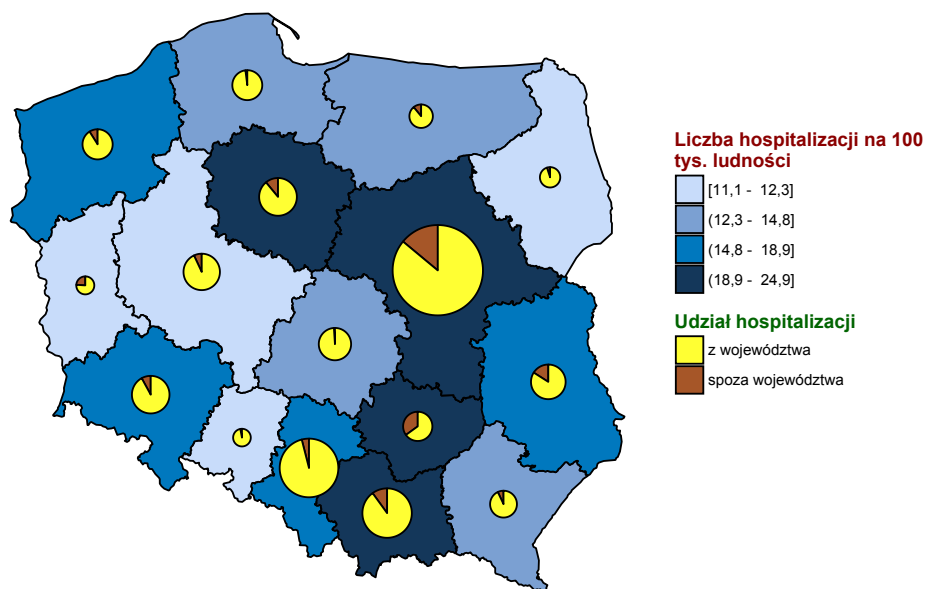 Liczba hospitalizacji na 100
tys. ludności
[11,1 - 12,3]
(12,3 - 14,8]
(14,8 - 18,9]
(18,9 - 24,9]
Udział hospitalizacji
z województwa
spoza województwa